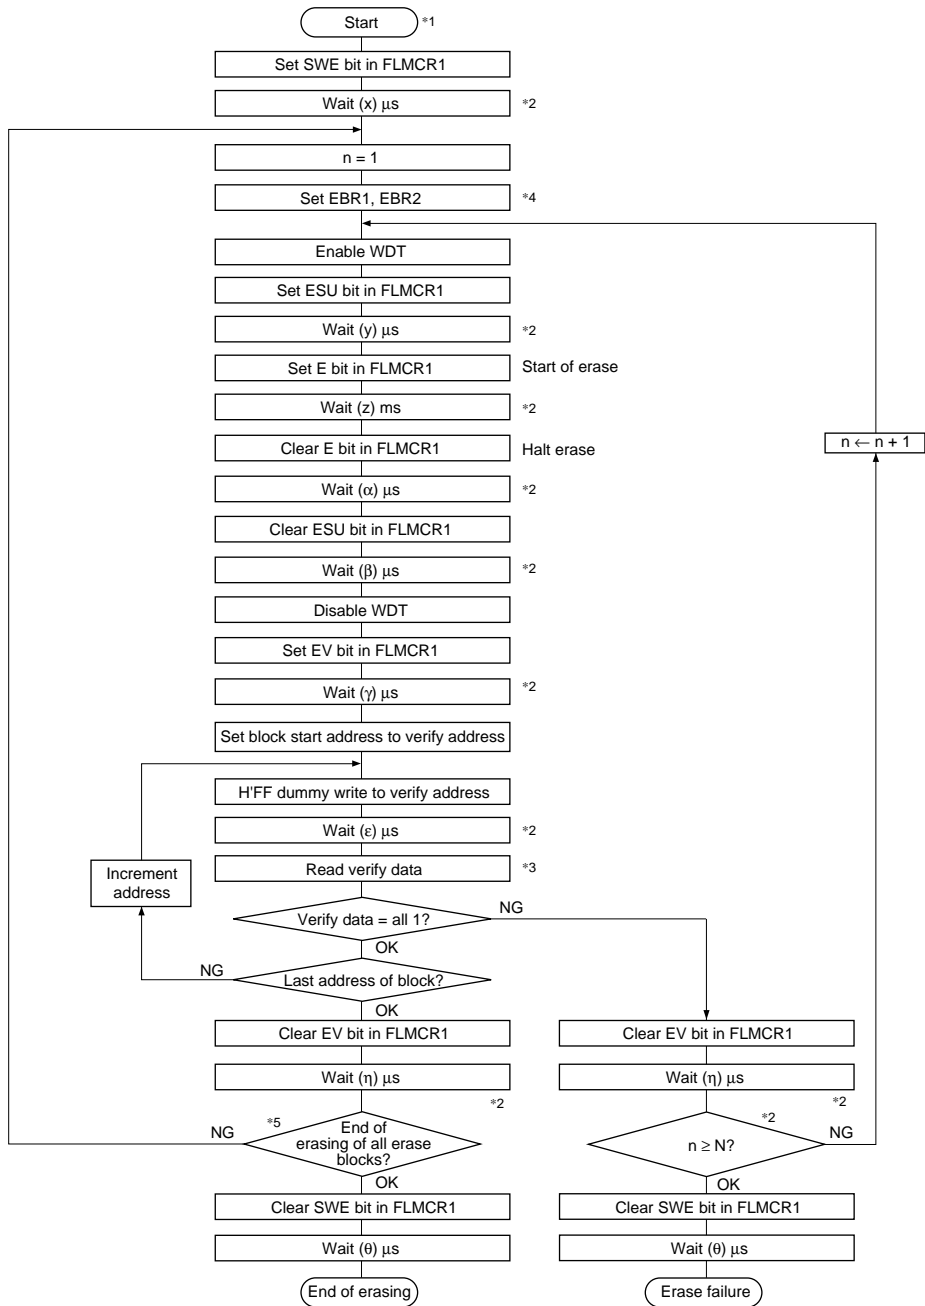 Start *1
Set SWE bit in FLMCR1
Wait (x) μs *2
n = 1
Set EBR1, EBR2 *4
Enable WDT
Set ESU bit in FLMCR1
Wait (y) μs *2
Set E bit in FLMCR1 Start of erase
Wait (z) ms *2
n ← n + 1
Clear E bit in FLMCR1 Halt erase
Wait (α) μs *2
Clear ESU bit in FLMCR1
Wait (β) μs *2
Disable WDT
Set EV bit in FLMCR1
Wait (γ) μs *2
Set block start address to verify address
H'FF dummy write to verify address
Wait (ε) μs *2
Read verify data *3
Increment
address
Verify data = all 1? NG
OK
NG Last address of block?
OK
Clear EV bit in FLMCR1 Clear EV bit in FLMCR1
Wait (η) μs Wait (η) μs
*2 *2
*5 *2
NG End of
erasing of all erase
blocks?
n ≥ N? NG
OK OK
Clear SWE bit in FLMCR1 Clear SWE bit in FLMCR1
Wait (θ) μs Wait (θ) μs
End of erasing Erase failure